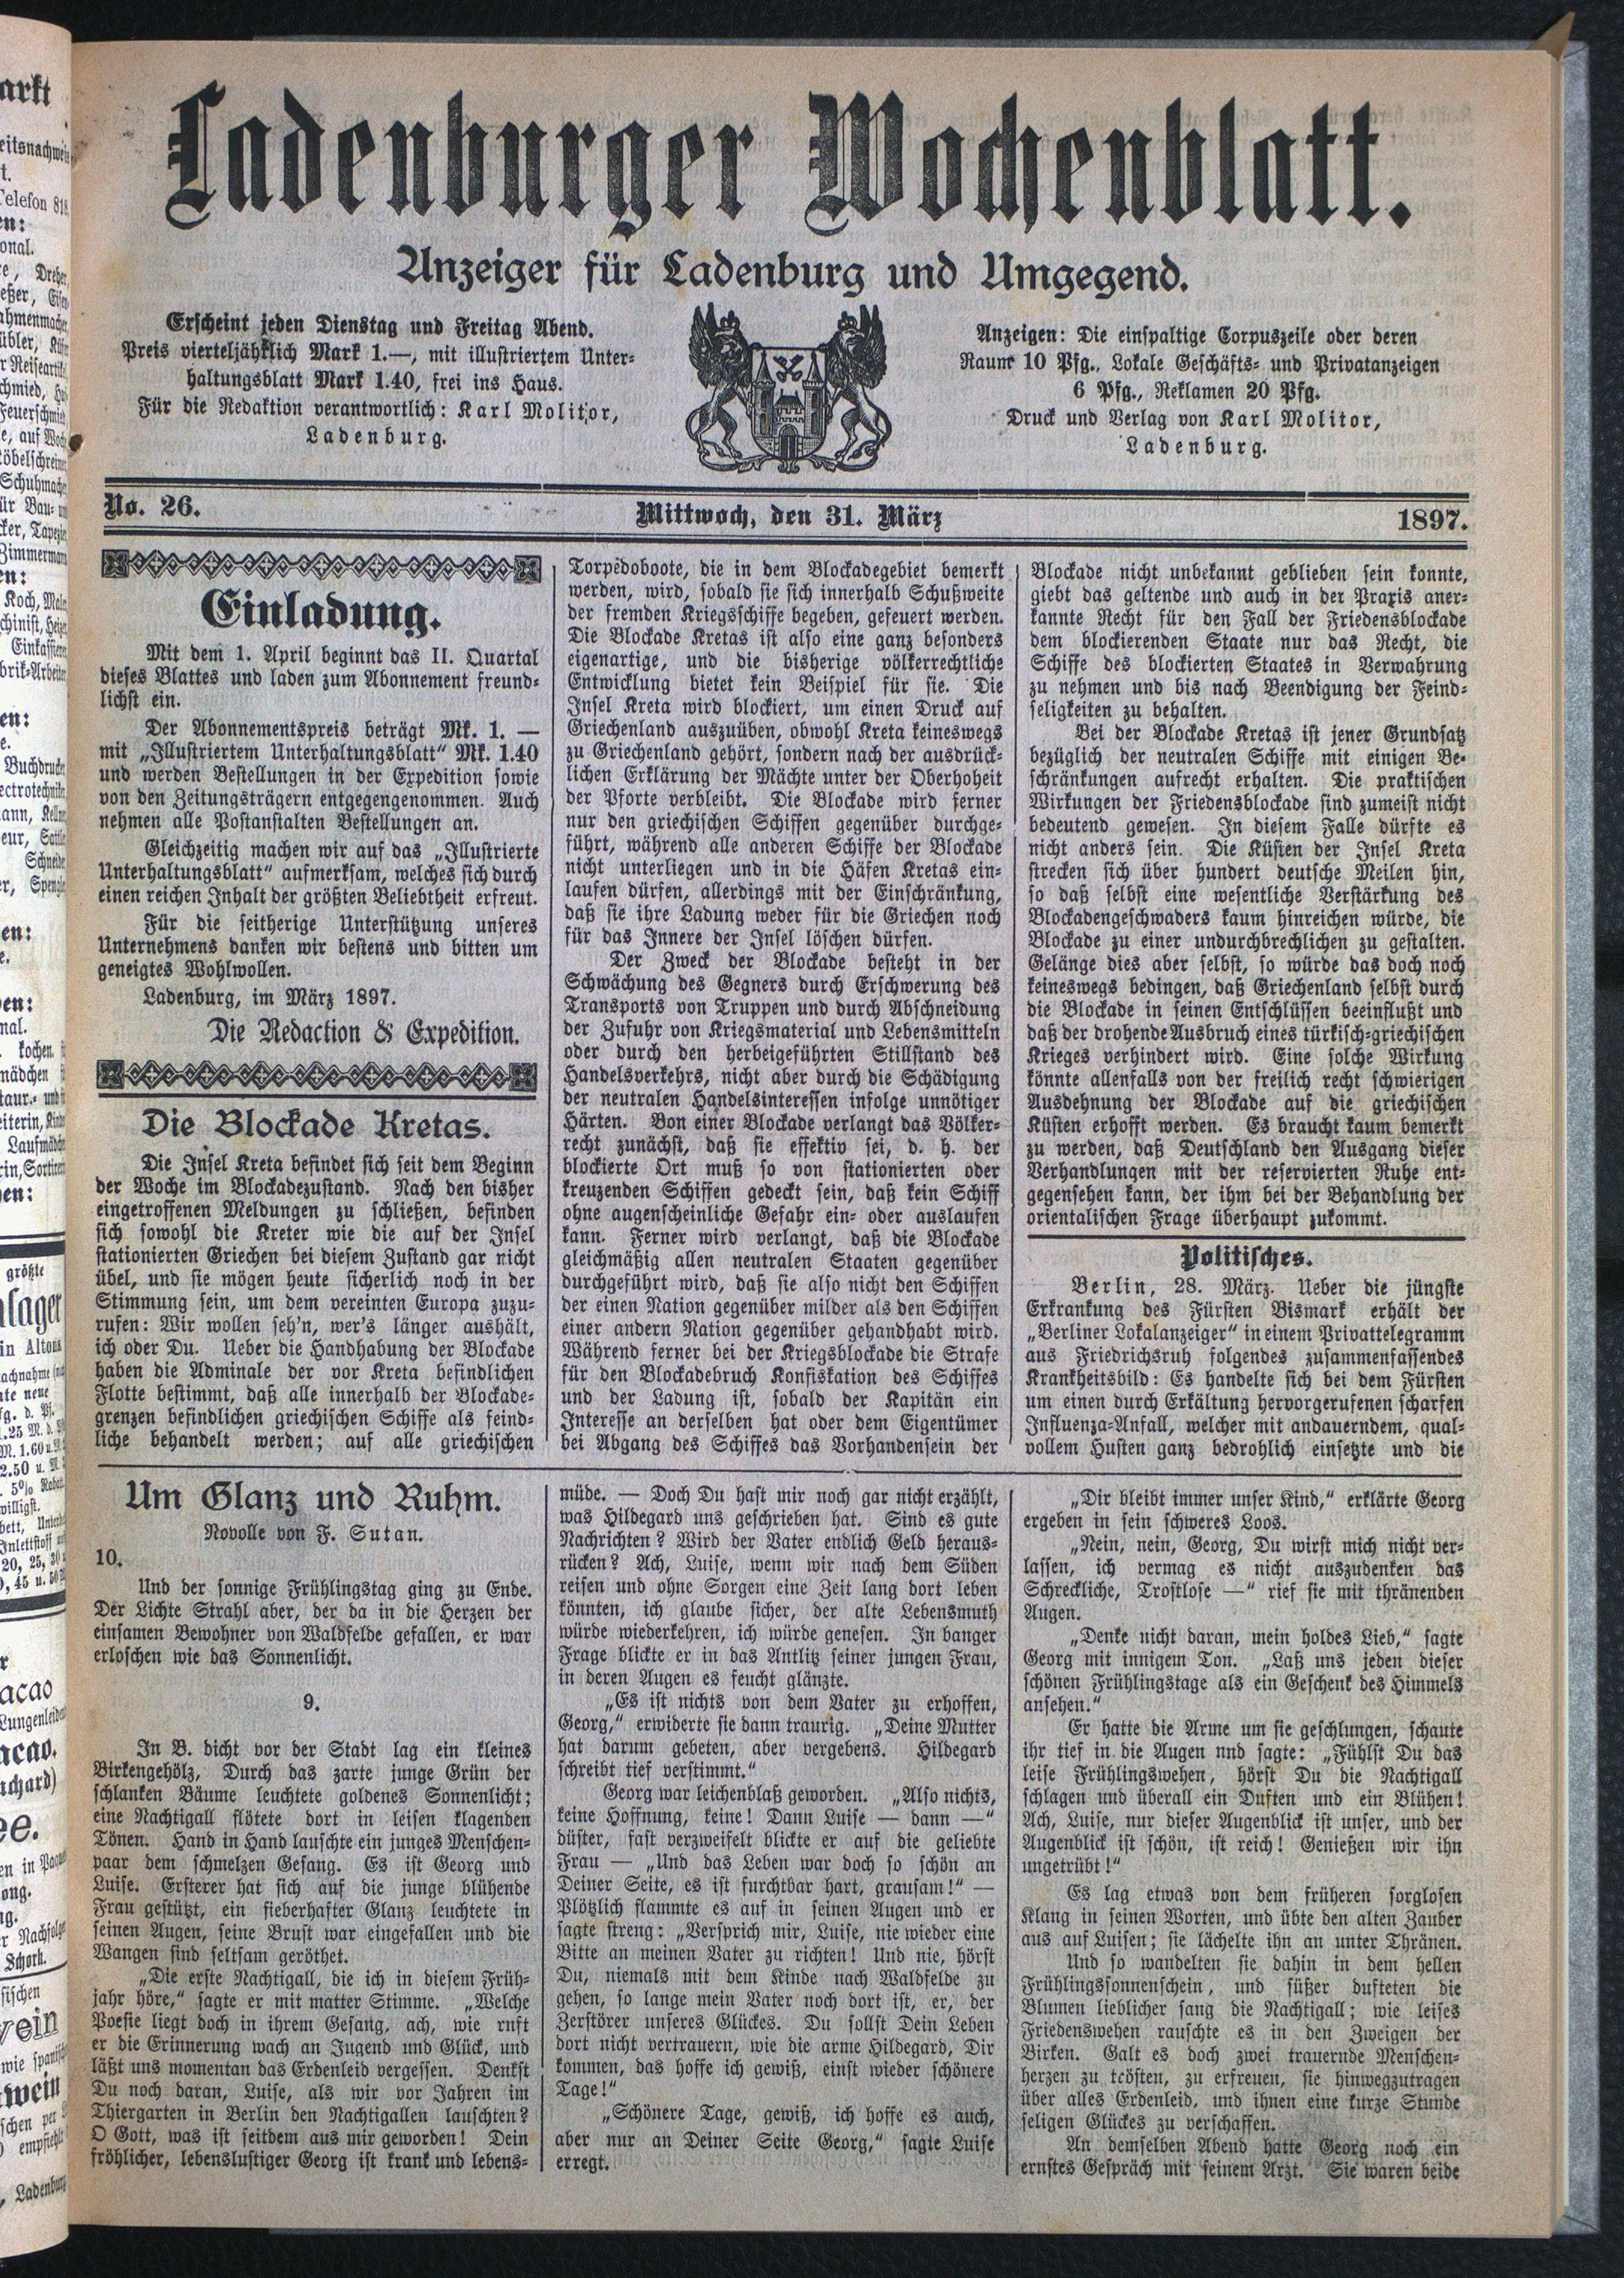 Ladenburger Wochenblatt.
Anzeiger für Ladenburg und Umgegend.
Erscheint jeden Dienstag und Freitag Abend.
Preis vierteljährlich Mark 1.—, mit illustriertem Unter-
haltungsblatt Mark 1.40, frei ins Haus.
Für die Redaktion verantwortlich: Karl Molitor,
Ladenburg.
Anzeigen: Die einspaltige Corpuszeile oder deren
Raum 10 Pfg., Lokale Geschäfts- und Privatanzeigen
6 Pfg., Reklamen 20 Pfg.
Druck und Verlag von Karl Molitor,
Ladenburg.
No. 26.
Mittwoch, den 31. März
1897.
Einladung.
Mit dem 1. April beginnt das II. Quartal
dieses Blattes und laden zum Abonnement freund-
lichst ein.
Der Abonnementspreis beträgt Mk. 1. —
mit „Illustriertem Unterhaltungsblatt“ Mk. 1.40
und werden Bestellungen in der Expedition sowie
von den Zeitungsträgern entgegengenommen. Auch
nehmen alle Postanstalten Bestellungen an.
Gleichzeitig machen wir auf das „Illustrierte
Unterhaltungsblatt“ aufmerksam, welches sich durch
einen reichen Inhalt der größten Beliebtheit erfreut.
Für die seitherige Unterstützung unseres
Unternehmens danken wir bestens und bitten um
geneigtes Wohlwollen.
Ladenburg, im März 1897.
Die Redaction & Expedition.
Die Blockade Kretas.
Die Insel Kreta befindet sich seit dem Beginn
der Woche im Blockadezustand. Nach den bisher
eingetroffenen Meldungen zu schließen, befinden
sich sowohl die Kreter wie die auf der Insel
stationierten Griechen bei diesem Zustand gar nicht
übel, und sie mögen heute sicherlich noch in der
Stimmung sein, um dem vereinten Europa zuzu-
rufen: Wir wollen seh'n, wer's länger aushält,
ich oder Du. Ueber die Handhabung der Blockade
haben die Adminale der vor Kreta befindlichen
Flotte bestimmt, daß alle innerhalb der Blockade-
grenzen befindlichen griechischen Schiffe als feind-
liche behandelt werden; auf alle griechischen
Torpedoboote, die in dem Blockadegebiet bemerkt
werden, wird, sobald sie sich innerhalb Schußweite
der fremden Kriegsschiffe begeben, gefeuert werden.
Die Blockade Kretas ist also eine ganz besonders
eigenartige, und die bisherige völkerrechtliche
Entwicklung bietet kein Beispiel für sie. Die
Insel Kreta wird blockiert, um einen Druck auf
Griechenland auszuüben, obwohl Kreta keineswegs
zu Griechenland gehört, sondern nach der ausdrück-
lichen Erklärung der Mächte unter der Oberhoheit
der Pforte verbleibt. Die Blockade wird ferner
nur den griechischen Schiffen gegenüber durchge-
führt, während alle anderen Schiffe der Blockade
nicht unterliegen und in die Häfen Kretas ein-
laufen dürfen, allerdings mit der Einschränkung,
daß sie ihre Ladung weder für die Griechen noch
für das Innere der Insel löschen dürfen.
Der Zweck der Blockade besteht in der
Schwächung des Gegners durch Erschwerung des
Transports von Truppen und durch Abschneidung
der Zufuhr von Kriegsmaterial und Lebensmitteln
oder durch den herbeigeführten Stillstand des
Handelsverkehrs, nicht aber durch die Schädigung
der neutralen Handelsinteressen infolge unnötiger
Härten. Von einer Blockade verlangt das Völker-
recht zunächst, daß sie effektiv sei, d. h. der
blockierte Ort muß so von stationierten oder
kreuzenden Schiffen gedeckt sein, daß kein Schiff
ohne augenscheinliche Gefahr ein- oder auslaufen
kann. Ferner wird verlangt, daß die Blockade
gleichmäßig allen neutralen Staaten gegenüber
durchgeführt wird, daß sie also nicht den Schiffen
der einen Nation gegenüber milder als den Schiffen
einer andern Nation gegenüber gehandhabt wird.
Während ferner bei der Kriegsblockade die Strafe
für den Blockadebruch Konfiskation des Schiffes
und der Ladung ist, sobald der Kapitän ein
Interesse an derselben hat oder dem Eigentümer
bei Abgang des Schiffes das Vorhandensein der
Blockade nicht unbekannt geblieben sein konnte,
giebt das geltende und auch in der Praxis aner-
kannte Recht für den Fall der Friedensblockade
dem blockierenden Staate nur das Recht, die
Schiffe des blockierten Staates in Verwahrung
zu nehmen und bis nach Beendigung der Feind-
seligkeiten zu behalten.
Bei der Blockade Kretas ist jener Grundsatz
bezüglich der neutralen Schiffe mit einigen Be-
schränkungen aufrecht erhalten. Die praktischen
Wirkungen der Friedensblockade sind zumeist nicht
bedeutend gewesen. In diesem Falle dürfte es
nicht anders sein. Die Küsten der Insel Kreta
strecken sich über hundert deutsche Meilen hin,
so daß selbst eine wesentliche Verstärkung des
Blockadengeschwaders kaum hinreichen würde, die
Blockade zu einer undurchbrechlichen zu gestalten.
Gelänge dies aber selbst, so würde das doch noch
keineswegs bedingen, daß Griechenland selbst durch
die Blockade in seinen Entschlüssen beeinflußt und
daß der drohende Ausbruch eines türkisch-griechischen
Krieges verhindert wird. Eine solche Wirkung
könnte allenfalls von der freilich recht schwierigen
Ausdehnung der Blockade auf die griechischen
Küsten erhofft werden. Es braucht kaum bemerkt
zu werden, daß Deutschland den Ausgang dieser
Verhandlungen mit der reservierten Ruhe ent-
gegensehen kann, der ihm bei der Behandlung der
orientalischen Frage überhaupt zukommt.
Politisches.
Berlin, 28. März. Ueber die jüngste
Erkrankung des Fürsten Bismark erhält der
„Berliner Lokalanzeiger“ in einem Privattelegramm
aus Friedrichsruh folgendes zusammenfassendes
Krankheitsbild: Es handelte sich bei dem Fürsten
um einen durch Erkältung hervorgerufenen scharfen
Influenza-Anfall, welcher mit andauerndem, qual-
vollem Husten ganz bedrohlich einsetzte und die
Um Glanz und Ruhm.
Novolle von F. Sutan.
10.
Und der sonnige Frühlingstag ging zu Ende.
Der Lichte Strahl aber, der da in die Herzen der
einsamen Bewohner von Waldfelde gefallen, er war
erloschen wie das Sonnenlicht.
9.
In B. dicht vor der Stadt lag ein kleines
Birkengehölz, Durch das zarte junge Grün der
schlanken Bäume leuchtete goldenes Sonnenlicht;
eine Nachtigall flötete dort in leisen klagenden
Tönen. Hand in Hand lauschte ein junges Menschen-
paar dem schmelzen Gesang. Es ist Georg und
Luise. Ersterer hat sich auf die junge blühende
Frau gestützt, ein fieberhafter Glanz leuchtete in
seinen Augen, seine Brust war eingefallen und die
Wangen sind seltsam geröthet.
„Die erste Nachtigall, die ich in diesem Früh-
jahr höre,“ sagte er mit matter Stimme. „Welche
Poesie liegt doch in ihrem Gesang, ach, wie rnft
er die Erinnerung wach an Jugend und Glück, und
läßt uns momentan das Erdenleid vergessen. Denkst
Du noch daran, Luise, als wir vor Jahren im
Thiergarten in Berlin den Nachtigallen lauschten?
O Gott, was ist seitdem aus mir geworden! Dein
fröhlicher, lebenslustiger Georg ist krank und lebens-
müde. — Doch Du hast mir noch gar nicht erzählt,
was Hildegard uns geschrieben hat. Sind es gute
Nachrichten? Wird der Vater endlich Geld heraus-
rücken? Ach, Luise, wenn wir nach dem Süden
reisen und ohne Sorgen eine Zeit lang dort leben
könnten, ich glaube sicher, der alte Lebensmuth
würde wiederkehren, ich würde genesen. In banger
Frage blickte er in das Antlitz seiner jungen Frau,
in deren Augen es feucht glänzte.
„Es ist nichts von dem Vater zu erhoffen,
Georg,“ erwiderte sie dann traurig. „Deine Mutter
hat darum gebeten, aber vergebens. Hildegard
schreibt tief verstimmt.“
Georg war leichenblaß geworden. „Also nichts,
keine Hoffnung, keine! Dann Luise — dann —“
düster, fast verzweifelt blickte er auf die geliebte
Frau — „Und das Leben war doch so schön an
Deiner Seite, es ist furchtbar hart, grausam!“ —
Plötzlich flammte es auf in seinen Augen und er
sagte streng: „Versprich mir, Luise, nie wieder eine
Bitte an meinen Vater zu richten! Und nie, hörst
Du, niemals mit dem Kinde nach Waldfelde zu
gehen, so lange mein Vater noch dort ist, er, der
Zerstörer unseres Glückes. Du sollst Dein Leben
dort nicht vertrauern, wie die arme Hildegard, Dir
kommen, das hoffe ich gewiß, einst wieder schönere
Tage!“
„Schönere Tage, gewiß, ich hoffe es auch,
aber nur an Deiner Seite Georg,“ sagte Luise
erregt.
„Dir bleibt immer unser Kind,“ erklärte Georg
ergeben in sein schweres Loos.
„Nein, nein, Georg, Du wirst mich nicht ver-
lassen, ich vermag es nicht auszudenken das
Schreckliche, Trostlose —“ rief sie mit thränenden
Augen.
„Denke nicht daran, mein holdes Lieb,“ sagte
Georg mit innigem Ton. „Laß uns jeden dieser
schönen Frühlingstage als ein Geschenk des Himmels
ansehen.“
Er hatte die Arme um sie geschlungen, schaute
ihr tief in die Augen nnd sagte: „Fühlst Du das
leise Frühlingswehen, hörst Du die Nachtigall
schlagen und überall ein Duften und ein Blühen!
Ach, Luise, nur dieser Augenblick ist unser, und der
Augenblick ist schön, ist reich! Genießen wir ihn
ungetrübt!“
Es lag etwas von dem früheren sorglosen
Klang in seinen Worten, und übte den alten Zauber
aus auf Luisen; sie lächelte ihn an unter Thränen.
Und so wandelten sie dahin in dem hellen
Frühlingssonnenschein, und süßer dufteten die
Blumen lieblicher sang die Nachtigall; wie leises
Friedenswehen rauschte es in den Zweigen der
Birken. Galt es doch zwei trauernde Menschen-
herzen zu tcösten, zu erfreuen, sie hinwegzutragen
über alles Erdenleid, und ihnen eine kurze Stunde
seligen Glückes zu verschaffen.
An demselben Abend hatte Georg noch ein
ernstes Gespräch mit seinem Arzt. Sie waren beide